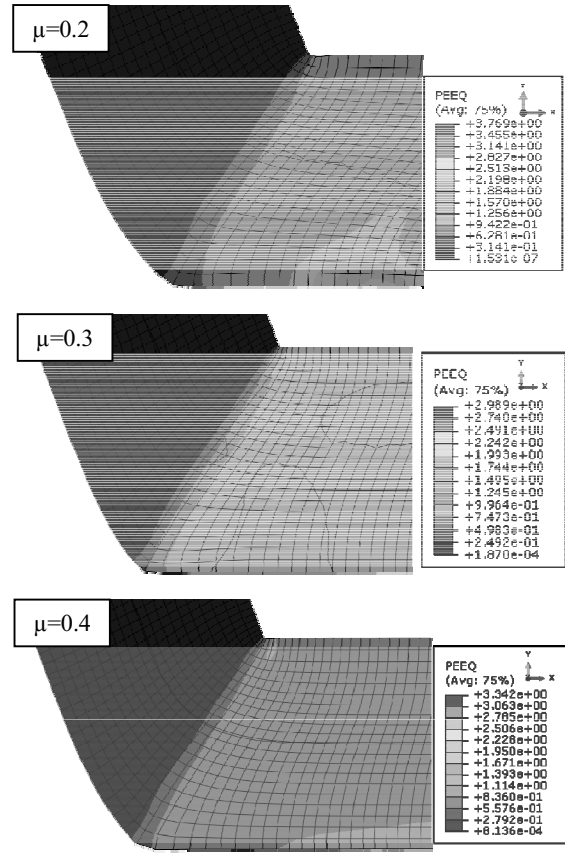 μ=0.2
Y
X
PEEQ
(Avg: 75%)
+3.769e+00
+3.455e+00
+3.141e+00
+2.827e+00
+2.513e+00
+2.198e+00
+1.884e+00
+1.570e+00
+1.256e+00
+9.422e-01
+6.281e-01
+3.141e-01
+1.531e-07
μ=0.3
Y
X
PEEQ
(Avg: 75%)
+2.989e+00
+2.740e+00
+2.491e+00
+2.242e+00
+1.993e+00
+1.744e+00
+1.495e+00
+1.245e+00
+9.964e-01
+7.473e-01
+4.983e-01
+2.492e-01
+1.870e-04
μ=0.4
Y
X
PEEQ
(Avg: 75%)
+3.342e+00
+3.063e+00
+2.785e+00
+2.506e+00
+2.228e+00
+1.950e+00
+1.671e+00
+1.393e+00
+1.114e+00
+8.360e-01
+5.576e-01
+2.792e-01
+8.136e-04